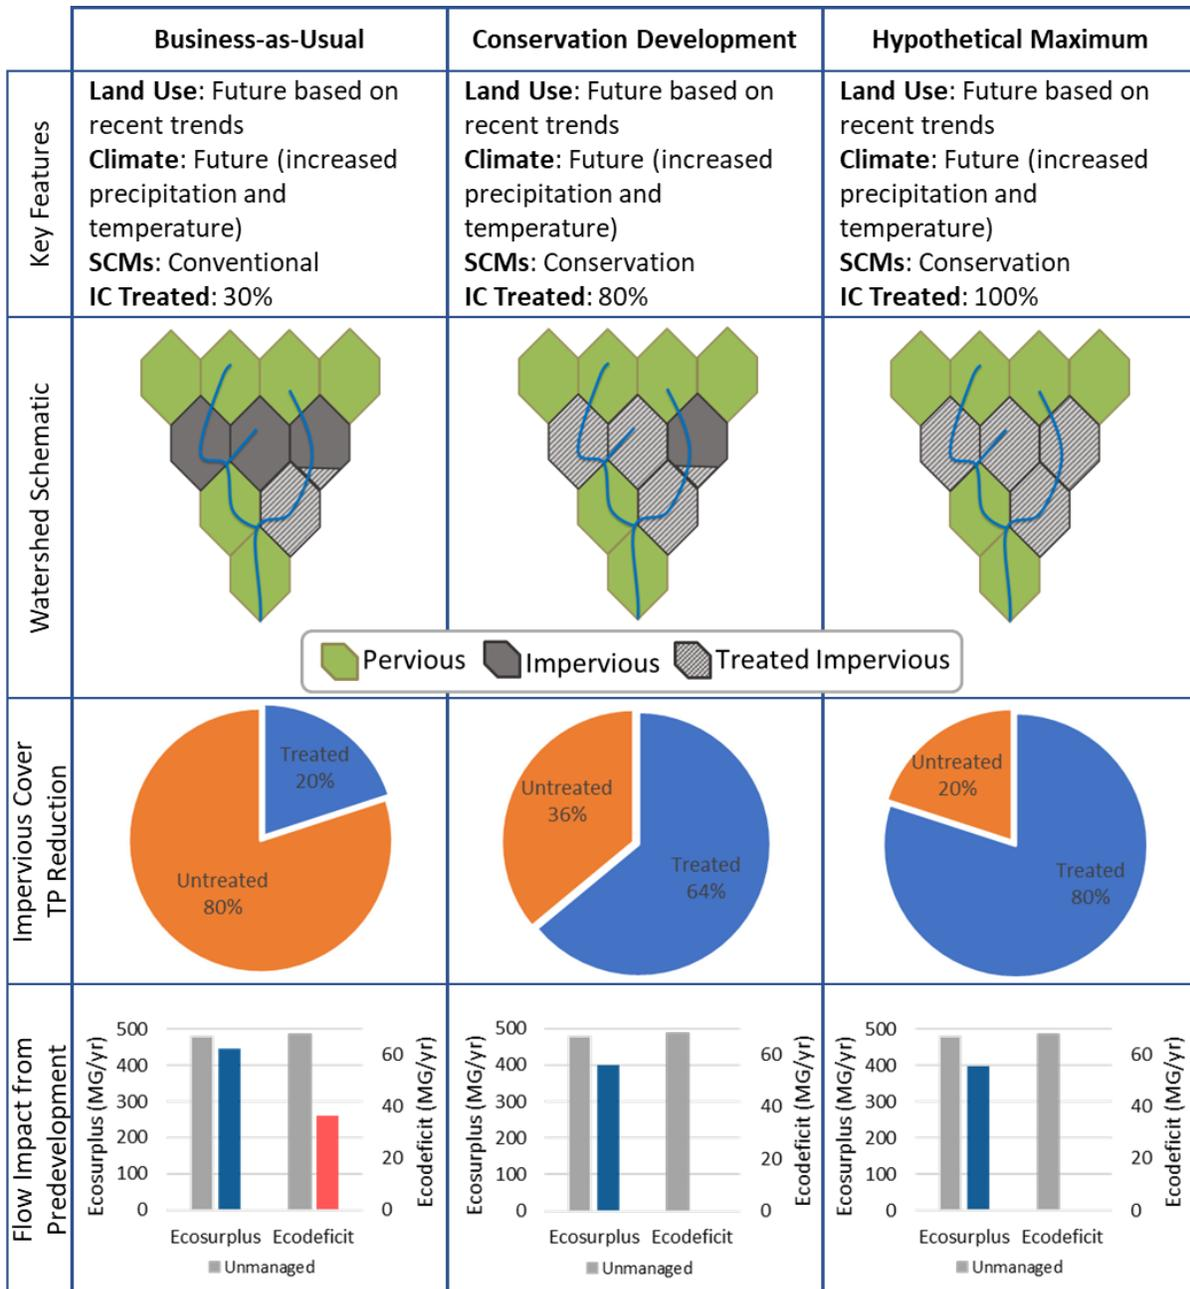 Business-as-Usual
Conservation Development
Hypothetical Maximum
Key Features
Land Use: Future based on
recent trends
Climate: Future (increased
precipitation and
temperature)
SCMs: Conventional
IC Treated: 30%
Land Use: Future based on
recent trends
Climate: Future (increased
precipitation and
temperature)
SCMs: Conservation
IC Treated: 80%
Land Use: Future based on
recent trends
Climate: Future (increased
precipitation and
temperature)
SCMs: Conservation
IC Treated: 100%
Watershed Schematic
Pervious
Impervious
Treated Impervious
Impervious Cover
TP Reduction
Treated
20%
Untreated
80%
Untreated
36%
Treated
64%
Untreated
20%
Treated
80%
Flow Impact from
Predevelopment
Ecosurplus (MG/yr)
500
400
300
200
100
0
60
40
20
0
Ecodeficit (MG/yr)
Ecosurplus
Ecodeficit
Unmanaged
Ecosurplus (MG/yr)
500
400
300
200
100
0
60
40
20
0
Ecodeficit (MG/yr)
Ecosurplus
Ecodeficit
Unmanaged
Ecosurplus (MG/yr)
500
400
300
200
100
0
60
40
20
0
Ecodeficit (MG/yr)
Ecosurplus
Ecodeficit
Unmanaged